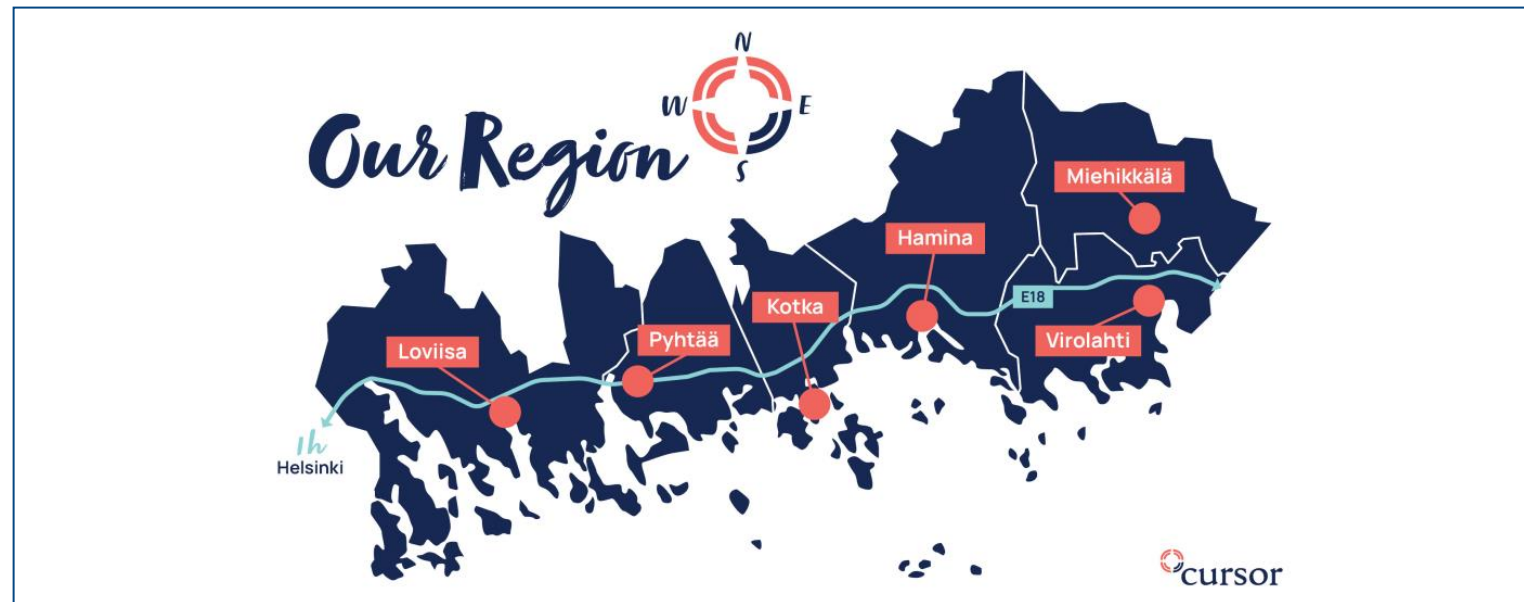 N
W E
S
Our Region
Miehikkälä
Hamina
E18
Kotka
Virolahti
Pyhtää
Loviisa
1h
Helsinki
cursor